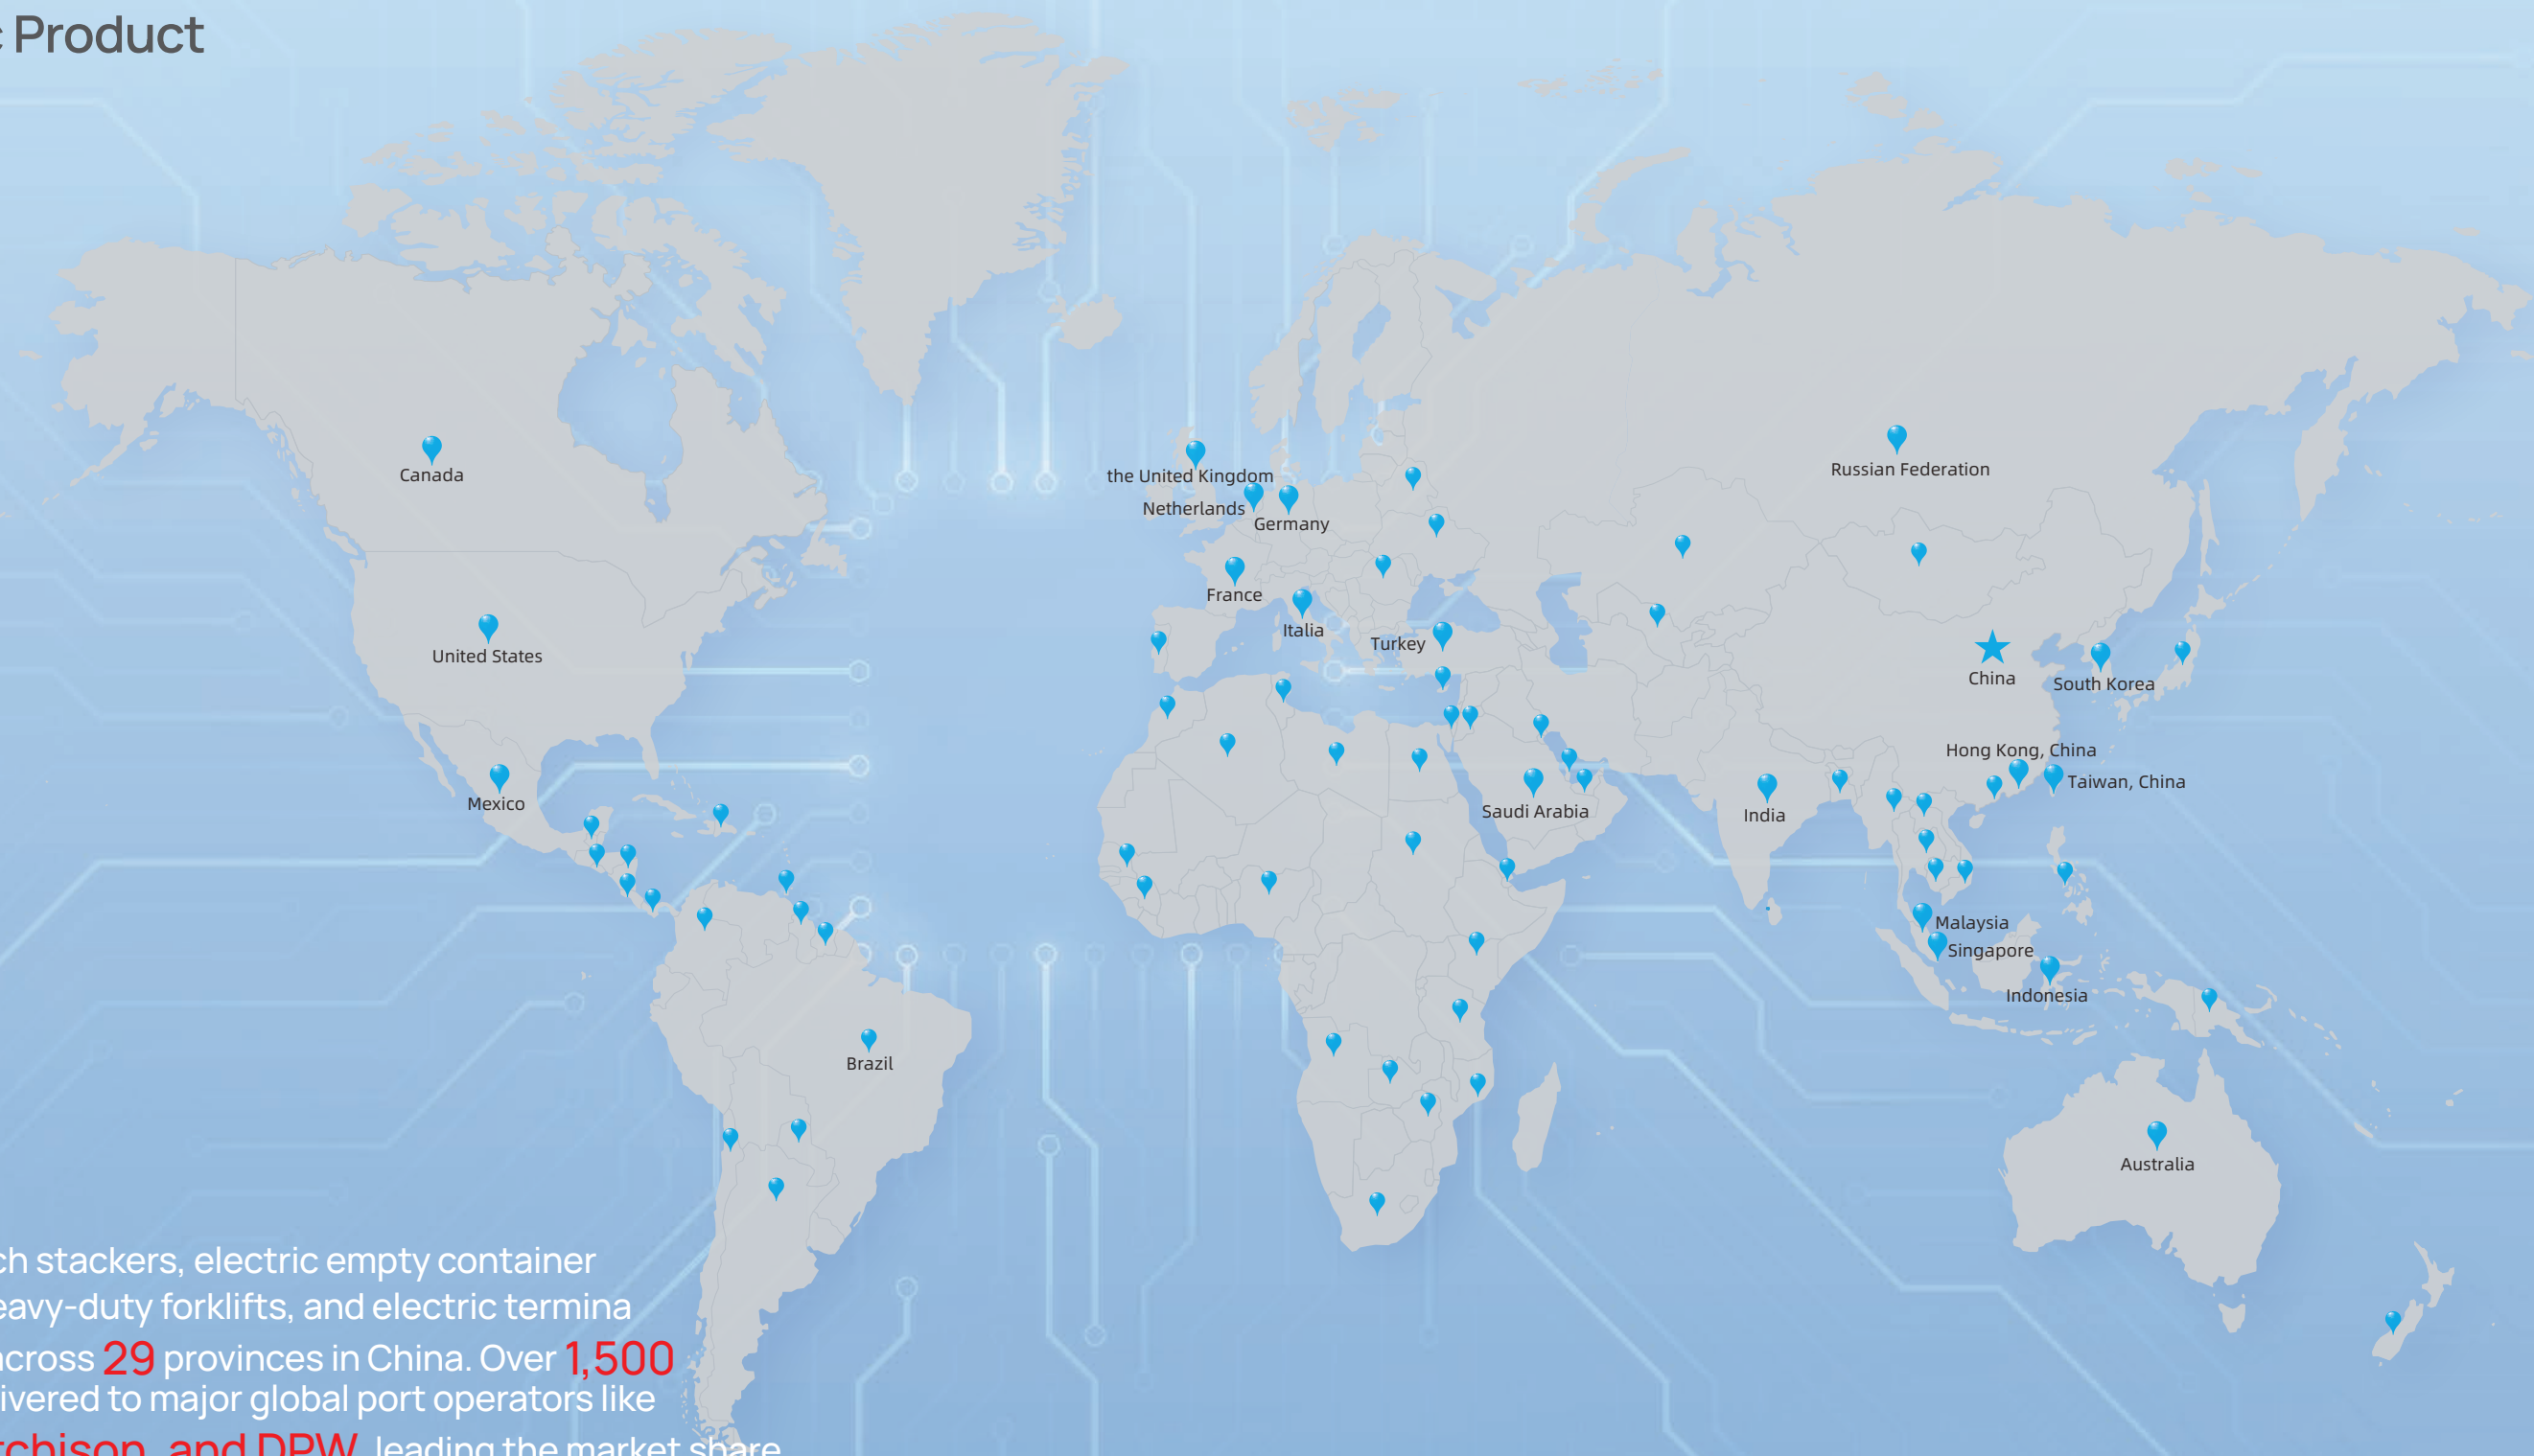 Product
Canada
Russian Federation
the United Kingdom
Netherlands
Germany
France
Italia
Turkey
United States
China
South Korea
Hong Kong, China
Taiwan, China
Mexico
Saudi Arabia
India
Malaysia
Singapore
Indonesia
Brazil
Australia
ch stackers, electric empty container
eavy-duty forklifts, and electric termina
across 29 provinces in China. Over 1,500
ivered to major global port operators like
tchison, and DPW, leading the market share